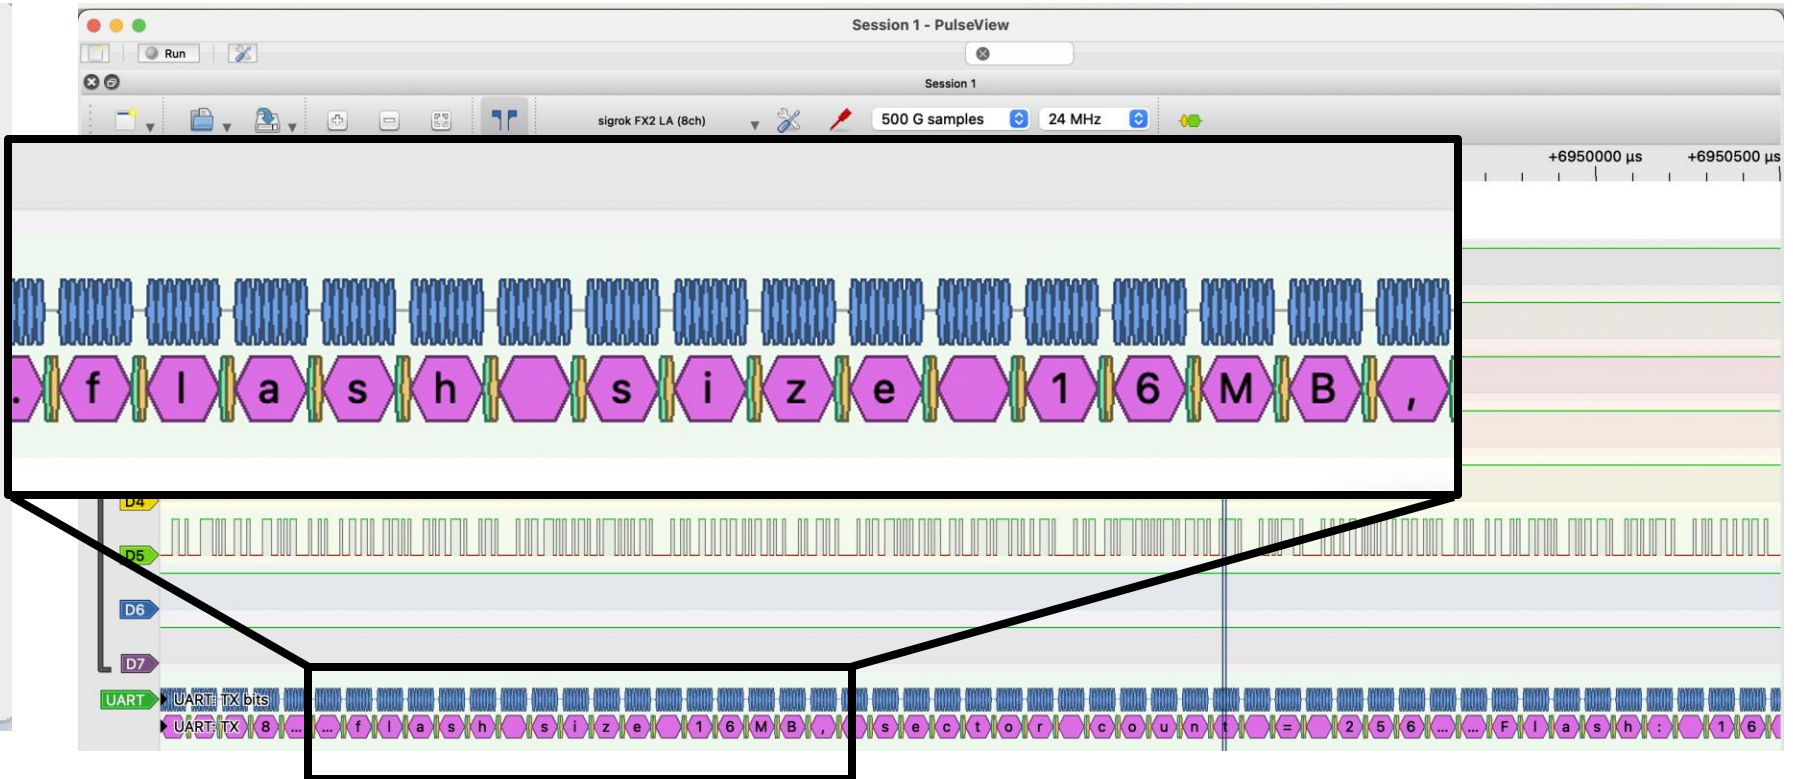 Session 1 - PulseView
Run
Session 1
sigrok FX2 LA (8ch) 500 G samples 24 MHz
+6950000 µs +6950500 µs
. f l a s h s i z e 1 6 M B ,
D4
D5
D6
D7
UART UART: TX bits
UART: TX 8 ... ... f l a s h s i z e 1 6 M B , s e c t o r c o u n t = 2 5 6 ... ... F l a s h : 1 6